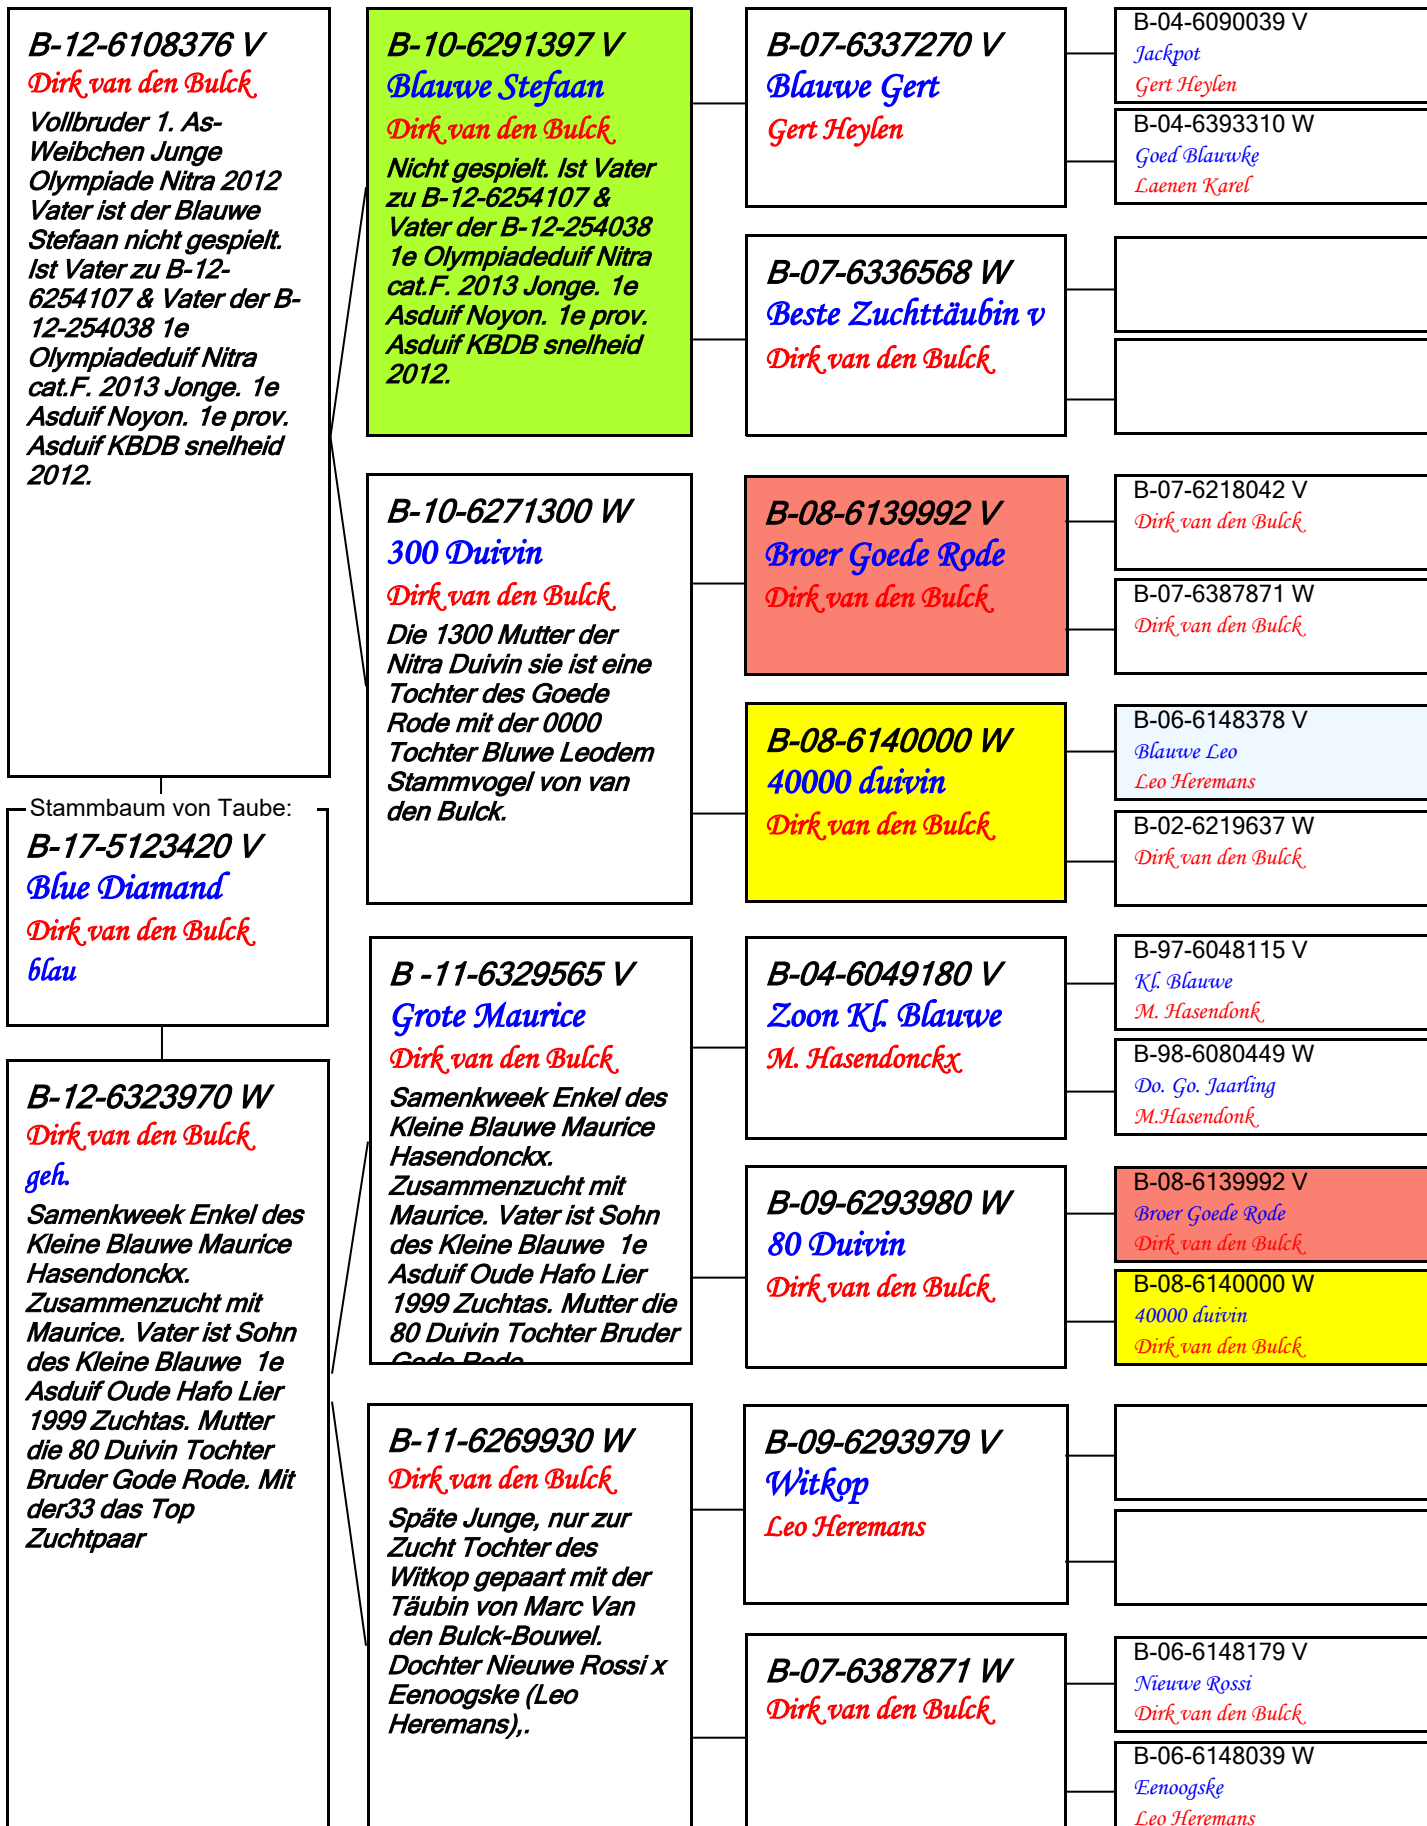 B-12-6108376 V
Dirk van den Bulck
Vollbruder 1. As-
Weibchen Junge
Olympiade Nitra 2012
Vater ist der Blauwe
Stefaan nicht gespielt.
Ist Vater zu B-12-
6254107 & Vater der B-
12-254038 1e
Olympiadeduif Nitra
cat.F. 2013 Jonge. 1e
Asduif Noyon. 1e prov.
Asduif KBDB snelheid
2012.
Stammbaum von Taube:
B-17-5123420 V
Blue Diamand
Dirk van den Bulck
blau
B-12-6323970 W
Dirk van den Bulck
geh.
Samenkweek Enkel des
Kleine Blauwe Maurice
Hasendonckx.
Zusammenzucht mit
Maurice. Vater ist Sohn
des Kleine Blauwe  1e
Asduif Oude Hafo Lier
1999 Zuchtas. Mutter
die 80 Duivin Tochter
Bruder Gode Rode. Mit
der33 das Top
Zuchtpaar
B-10-6291397 V
Blauwe Stefaan
Dirk van den Bulck
Nicht gespielt. Ist Vater
zu B-12-6254107 &
Vater der B-12-254038
1e Olympiadeduif Nitra
cat.F. 2013 Jonge. 1e
Asduif Noyon. 1e prov.
Asduif KBDB snelheid
2012.
B-10-6271300 W
300 Duivin
Dirk van den Bulck
Die 1300 Mutter der
Nitra Duivin sie ist eine
Tochter des Goede
Rode mit der 0000
Tochter Bluwe Leodem
Stammvogel von van
den Bulck.
B -11-6329565 V
Grote Maurice
Dirk van den Bulck
Samenkweek Enkel des
Kleine Blauwe Maurice
Hasendonckx.
Zusammenzucht mit
Maurice. Vater ist Sohn
des Kleine Blauwe  1e
Asduif Oude Hafo Lier
1999 Zuchtas. Mutter die
80 Duivin Tochter Bruder
Gode Rode
B-11-6269930 W
Dirk van den Bulck
Späte Junge, nur zur
Zucht Tochter des
Witkop gepaart mit der
Täubin von Marc Van
den Bulck-Bouwel.
Dochter Nieuwe Rossi x
Eenoogske (Leo
Heremans),.
B-07-6337270 V
Blauwe Gert
Gert Heylen
B-07-6336568 W
Beste Zuchttäubin v
Dirk van den Bulck
B-08-6139992 V
Broer Goede Rode
Dirk van den Bulck
B-08-6140000 W
40000 duivin
Dirk van den Bulck
B-04-6049180 V
Zoon Kl. Blauwe
M. Hasendonckx
B-09-6293980 W
80 Duivin
Dirk van den Bulck
B-09-6293979 V
Witkop
Leo Heremans
B-07-6387871 W
Dirk van den Bulck
B-04-6090039 V
Jackpot
Gert Heylen
B-04-6393310 W
Goed Blauwke
Laenen Karel
B-07-6218042 V
Dirk van den Bulck
B-07-6387871 W
Dirk van den Bulck
B-06-6148378 V
Blauwe Leo
Leo Heremans
B-02-6219637 W
Dirk van den Bulck
B-97-6048115 V
Kl. Blauwe
M. Hasendonk
B-98-6080449 W
Do. Go. Jaarling
M.Hasendonk
B-08-6139992 V
Broer Goede Rode
Dirk van den Bulck
B-08-6140000 W
40000 duivin
Dirk van den Bulck
B-06-6148179 V
Nieuwe Rossi
Dirk van den Bulck
B-06-6148039 W
Eenoogske
Leo Heremans